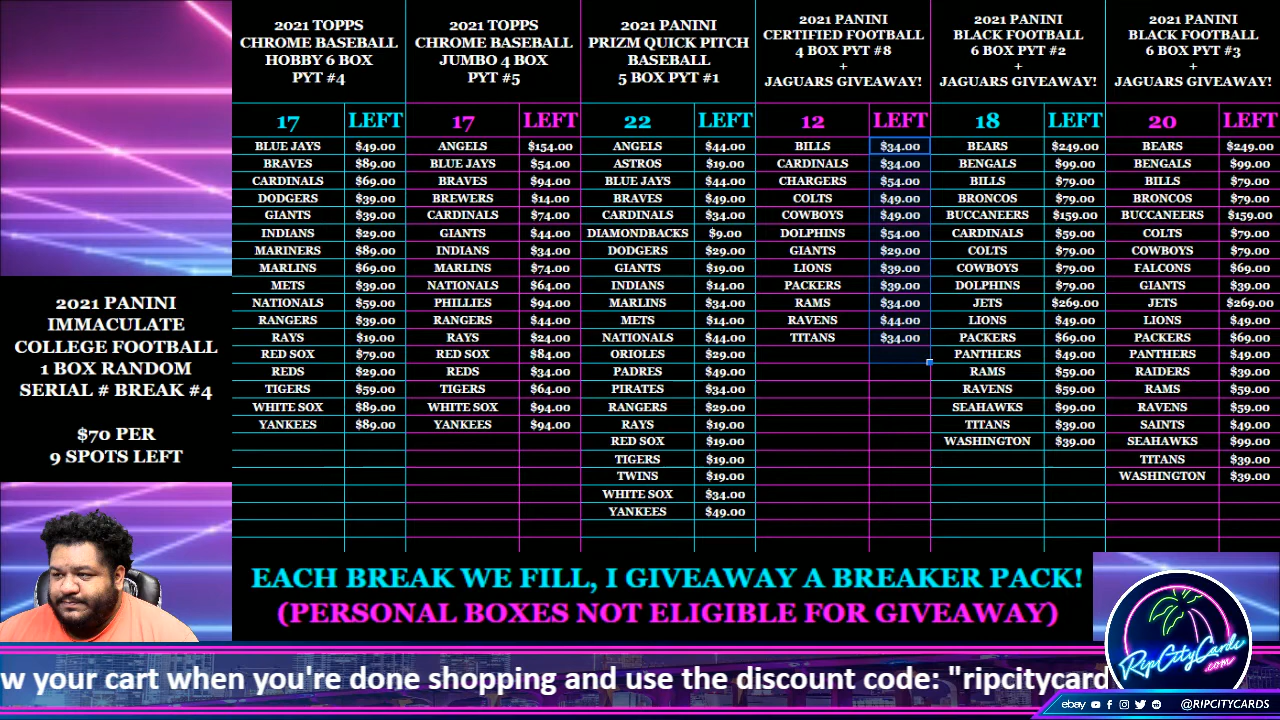 2021 TOPPS
CHROME BASEBALL
HOBBY 6 BOX
PYT #4
17 LEFT
BLUE JAYS $49.00
BRAVES $89.00
CARDINALS $69.00
DODGERS $39.00
GIANTS $39.00
INDIANS $29.00
MARINERS $89.00
MARLINS $69.00
METS $39.00
NATIONALS $59.00
RANGERS $39.00
RAYS $19.00
RED SOX $79.00
REDS $29.00
TIGERS $59.00
WHITE SOX $89.00
YANKEES $89.00
2021 TOPPS
CHROME BASEBALL
JUMBO 4 BOX
PYT #5
17 LEFT
ANGELS $154.00
BLUE JAYS $54.00
BRAVES $94.00
BREWERS $14.00
CARDINALS $74.00
GIANTS $44.00
INDIANS $34.00
MARLINS $74.00
NATIONALS $64.00
PHILLIES $94.00
RANGERS $44.00
RAYS $24.00
RED SOX $84.00
REDS $34.00
TIGERS $64.00
WHITE SOX $94.00
YANKEES $94.00
2021 PANINI
PRIZM QUICK PITCH
BASEBALL
5 BOX PYT #1
22 LEFT
ANGELS $44.00
ASTROS $19.00
BLUE JAYS $44.00
BRAVES $49.00
CARDINALS $34.00
DIAMONDBACKS $9.00
DODGERS $29.00
GIANTS $19.00
INDIANS $14.00
MARLINS $34.00
METS $14.00
NATIONALS $44.00
ORIOLES $29.00
PADRES $49.00
PIRATES $34.00
RANGERS $29.00
RAYS $19.00
RED SOX $19.00
TIGERS $19.00
TWINS $19.00
WHITE SOX $34.00
YANKEES $49.00
2021 PANINI
CERTIFIED FOOTBALL
4 BOX PYT #8
+
JAGUARS GIVEAWAY!
12 LEFT
BILLS $34.00
CARDINALS $34.00
CHARGERS $54.00
COLTS $49.00
COWBOYS $49.00
DOLPHINS $54.00
GIANTS $29.00
LIONS $39.00
PACKERS $39.00
RAMS $34.00
RAVENS $44.00
TITANS $34.00
2021 PANINI
BLACK FOOTBALL
6 BOX PYT #2
+
JAGUARS GIVEAWAY!
18 LEFT
BEARS $249.00
BENGALS $99.00
BILLS $79.00
BRONCOS $79.00
BUCCANEERS $159.00
CARDINALS $59.00
COLTS $79.00
COWBOYS $79.00
DOLPHINS $79.00
JETS $269.00
LIONS $49.00
PACKERS $69.00
PANTHERS $49.00
RAMS $59.00
RAVENS $59.00
SEAHAWKS $99.00
TITANS $39.00
WASHINGTON $39.00
2021 PANINI
BLACK FOOTBALL
6 BOX PYT #3
+
JAGUARS GIVEAWAY!
20 LEFT
BEARS $249.00
BENGALS $99.00
BILLS $79.00
BRONCOS $79.00
BUCCANEERS $159.00
COLTS $79.00
COWBOYS $79.00
FALCONS $69.00
GIANTS $39.00
JETS $269.00
LIONS $49.00
PACKERS $69.00
PANTHERS $49.00
RAIDERS $39.00
RAMS $59.00
RAVENS $59.00
SAINTS $49.00
SEAHAWKS $99.00
TITANS $39.00
WASHINGTON $39.00
2021 PANINI
IMMACULATE
COLLEGE FOOTBALL
1 BOX RANDOM
SERIAL # BREAK #4
$70 PER
9 SPOTS LEFT
EACH BREAK WE FILL, I GIVEAWAY A BREAKER PACK!
(PERSONAL BOXES NOT ELIGIBLE FOR GIVEAWAY)
w your cart when you're done shopping and use the discount code: "ripcitycard
RipCityCards
.com
ebay @RIPCITYCARDS